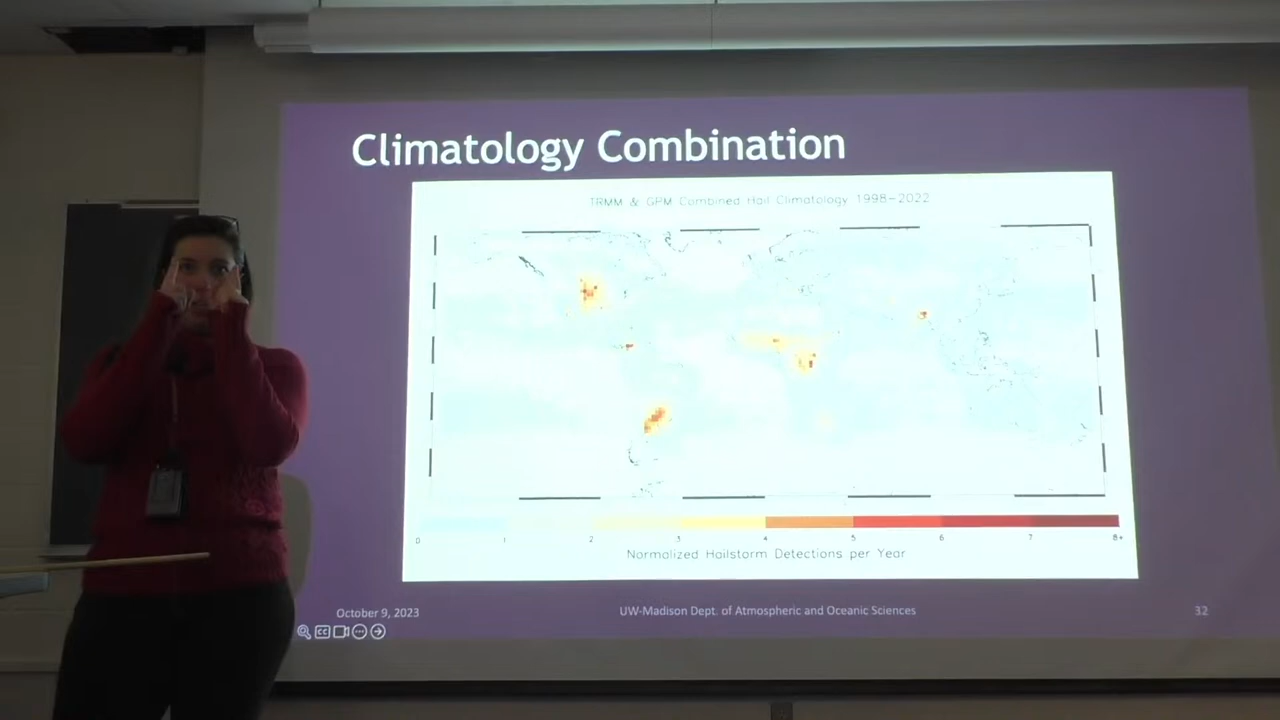 Climatology Combination
TRMM & GPM Combined Hail Climatology 1998-2022
0 1 2 3 4 5 6 7 8+
Normalized Hailstorm Detections per Year
October 9, 2023
UW-Madison Dept. of Atmospheric and Oceanic Sciences
32
CC